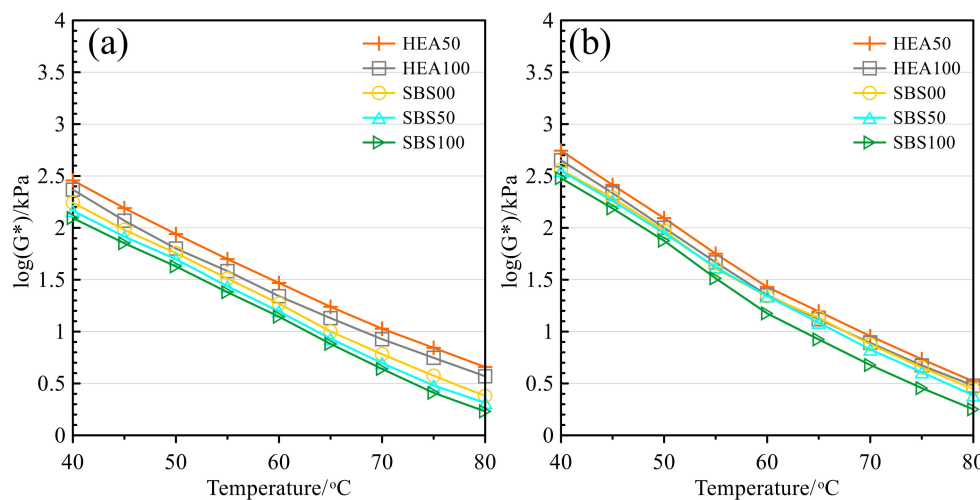 (a)
HEA50
HEA100
SBS00
SBS50
SBS100
4
3.5
3
2.5
2
1.5
1
0.5
0
log(G*)/kPa
40
50
60
70
80
Temperature/°C
(b)
HEA50
HEA100
SBS00
SBS50
SBS100
4
3.5
3
2.5
2
1.5
1
0.5
0
log(G*)/kPa
40
50
60
70
80
Temperature/°C